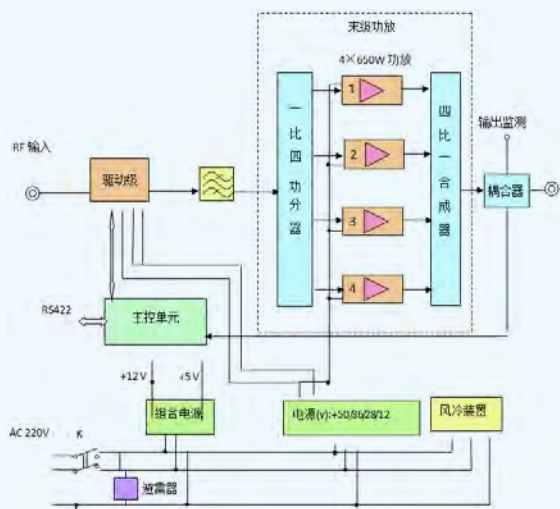 末级功放
4×650W 功放
1
一比四功分器
四比一合成器
输出监测
RF 输入
驱动级
2
耦合器
3
4
RS422
主控单元
+12V
+5V
组合电源
电源(v):+50/36/28/12
风冷装置
AC 220V
K
避雷器